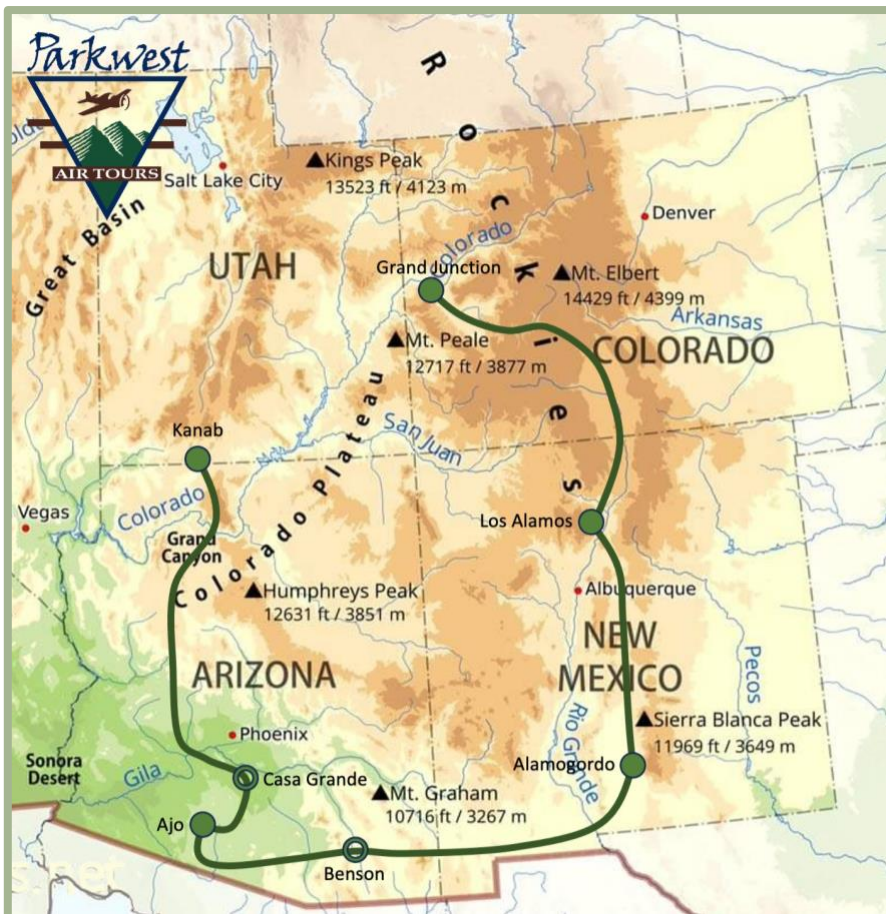 Parkwest
AIR TOURS
Rockies
Kings Peak
13523 ft / 4123 m
Salt Lake City
Great Basin
Denver
UTAH
Colorado
Grand Junction
Mt. Elbert
14429 ft / 4399 m
Arkansas
Mt. Peale
12717 ft / 3877 m
COLORADO
Kanab
San Juan
Colorado Plateau
Vegas
Colorado
Los Alamos
Grand
Canyon
Humphreys Peak
12631 ft / 3851 m
Albuquerque
NEW
MEXICO
ARIZONA
Pecos
Rio Grande
Sierra Blanca Peak
11969 ft / 3649 m
Phoenix
Sonora
Desert
Gila
Casa Grande
Alamogordo
Mt. Graham
10716 ft / 3267 m
Ajo
Benson